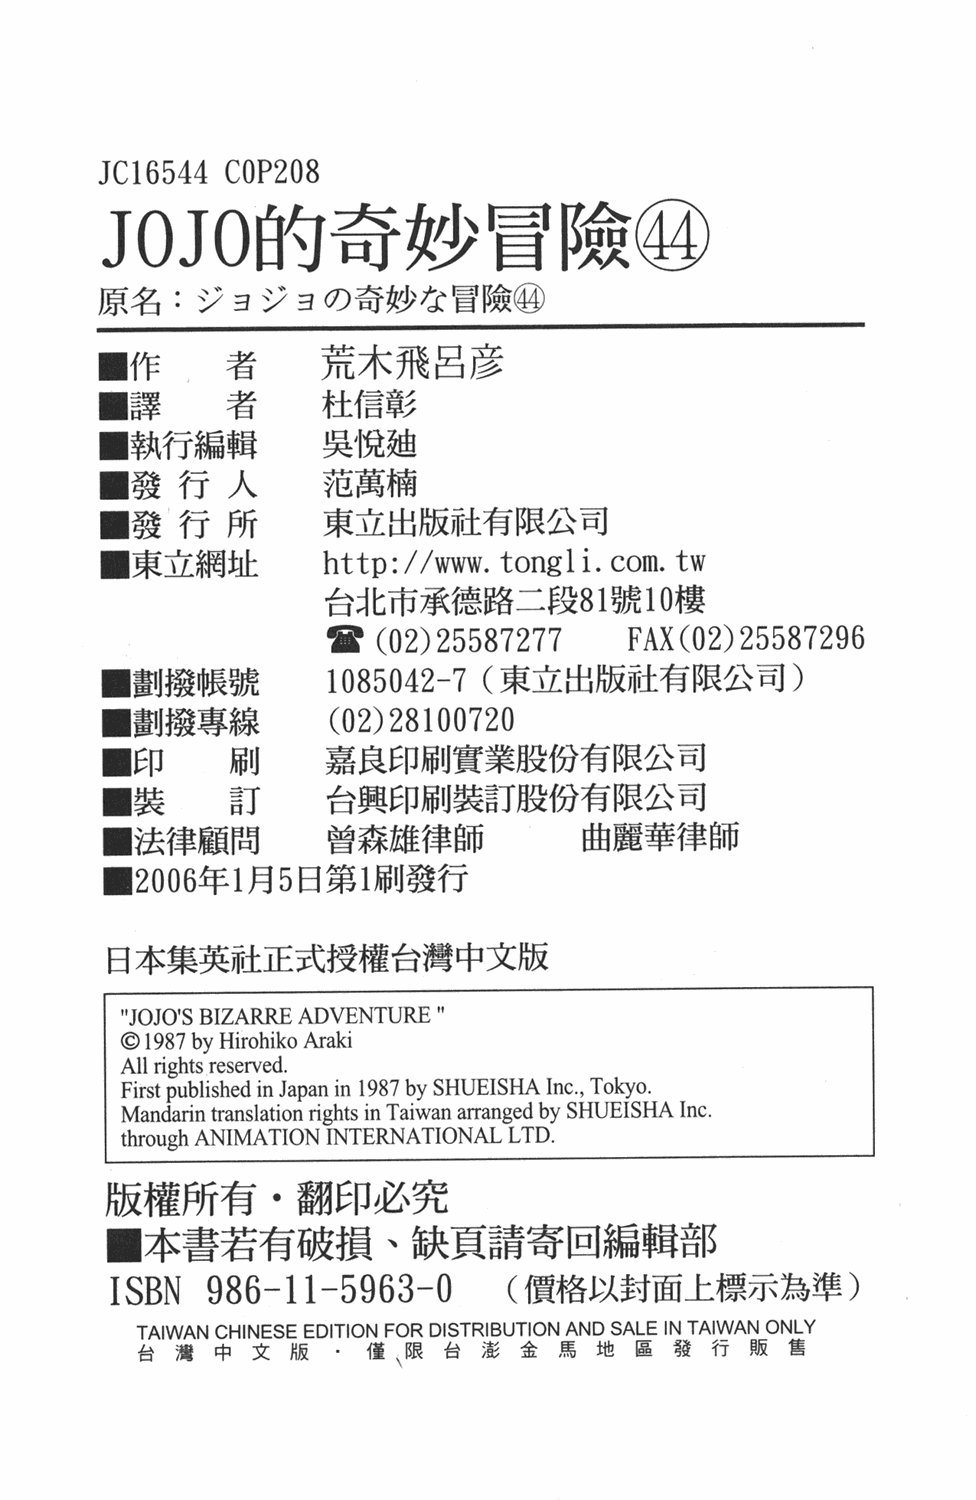 JC16544 C0P208
JOJO的奇妙冒險㊹
原名：ジョジョの奇妙な冒險㊹
■作者 荒木飛呂彦
■譯者 杜信彰
■執行編輯 吳悅廸
■發行人 范萬楠
■發行所 東立出版社有限公司
■東立網址 http://www.tongli.com.tw
台北市承德路二段81號10樓
☎(02)25587277 FAX(02)25587296
■劃撥帳號 1085042-7（東立出版社有限公司）
■劃撥專線 (02)28100720
■印刷 嘉良印刷實業股份有限公司
■裝訂 台興印刷裝訂股份有限公司
■法律顧問 曾森雄律師 曲麗華律師
■2006年1月5日第1刷發行
日本集英社正式授權台灣中文版
"JOJO'S BIZARRE ADVENTURE "
©1987 by Hirohiko Araki
All rights reserved.
First published in Japan in 1987 by SHUEISHA Inc., Tokyo.
Mandarin translation rights in Taiwan arranged by SHUEISHA Inc.
through ANIMATION INTERNATIONAL LTD.
版權所有・翻印必究
■本書若有破損、缺頁請寄回編輯部
ISBN 986-11-5963-0 （價格以封面上標示為準）
TAIWAN CHINESE EDITION FOR DISTRIBUTION AND SALE IN TAIWAN ONLY
台灣中文版・僅限台澎金馬地區發行販售